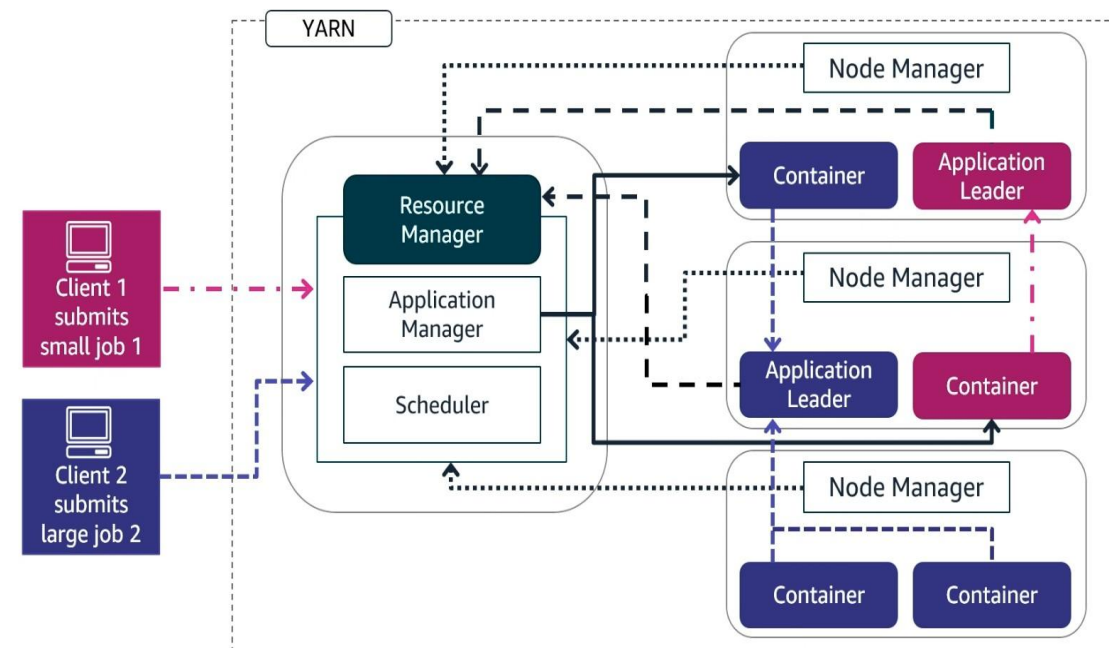 YARN
Node Manager
Container
Application
Leader
Resource
Manager
Client 1
submits
small job 1
Application
Manager
Node Manager
Scheduler
Application
Leader
Container
Client 2
submits
large job 2
Node Manager
Container
Container